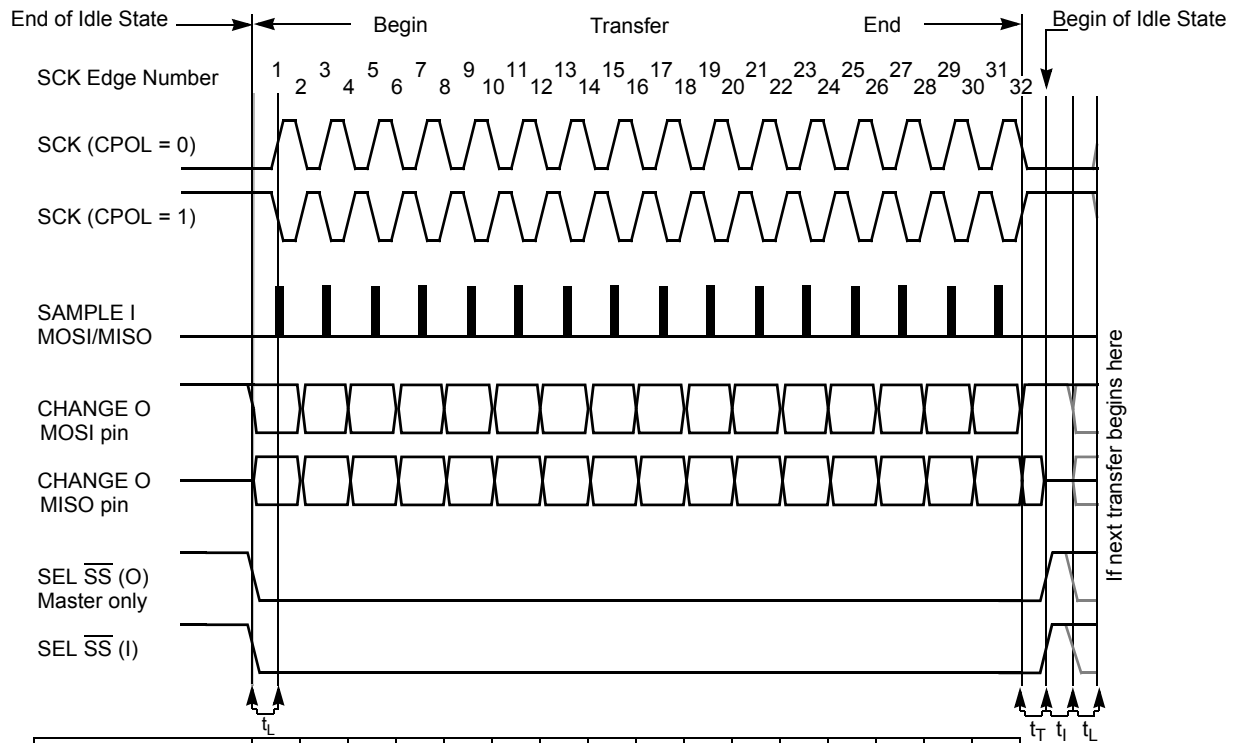 End of Idle State
Begin
Transfer
End
Begin of Idle State
SCK Edge Number
1 3 5 7 9 11 13 15 17 19 21 23 25 27 29 31
2 4 6 8 10 12 14 16 18 20 22 24 26 28 30 32
SCK (CPOL = 0)
SCK (CPOL = 1)
SAMPLE I
MOSI/MISO
CHANGE O
MOSI pin
CHANGE O
MISO pin
SEL S̅S̅ (O)
Master only
SEL S̅S̅ (I)
If next transfer begins here
tL
tT tI tL